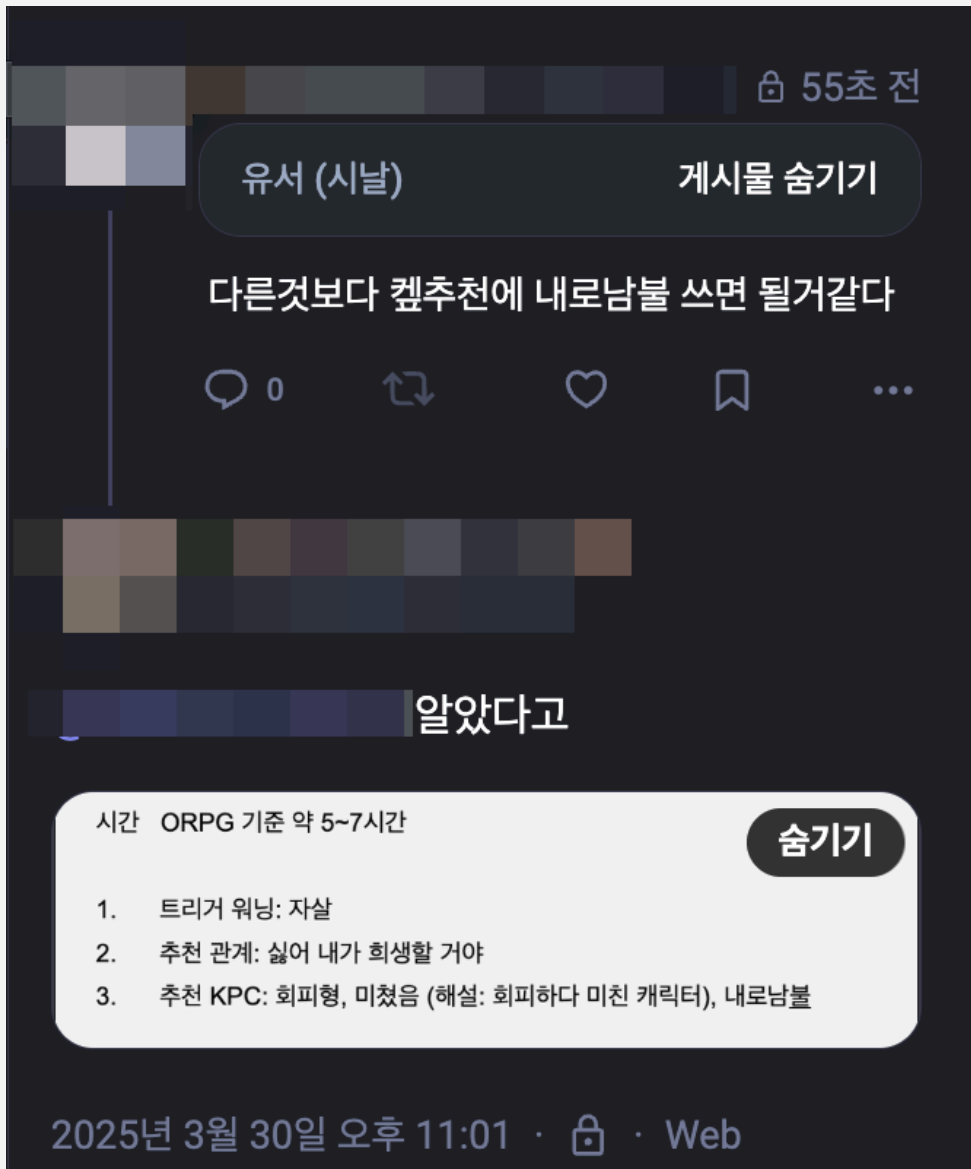 55초 전
유서 (시날) 게시물 숨기기
다른것보다 켚추천에 내로남불 쓰면 될거같다
0
알았다고
시간 ORPG 기준 약 5~7시간
숨기기
1. 트리거 워닝: 자살
2. 추천 관계: 싫어 내가 희생할 거야
3. 추천 KPC: 회피형, 미쳤음 (해설: 회피하다 미친 캐릭터), 내로남불
2025년 3월 30일 오후 11:01 · · Web